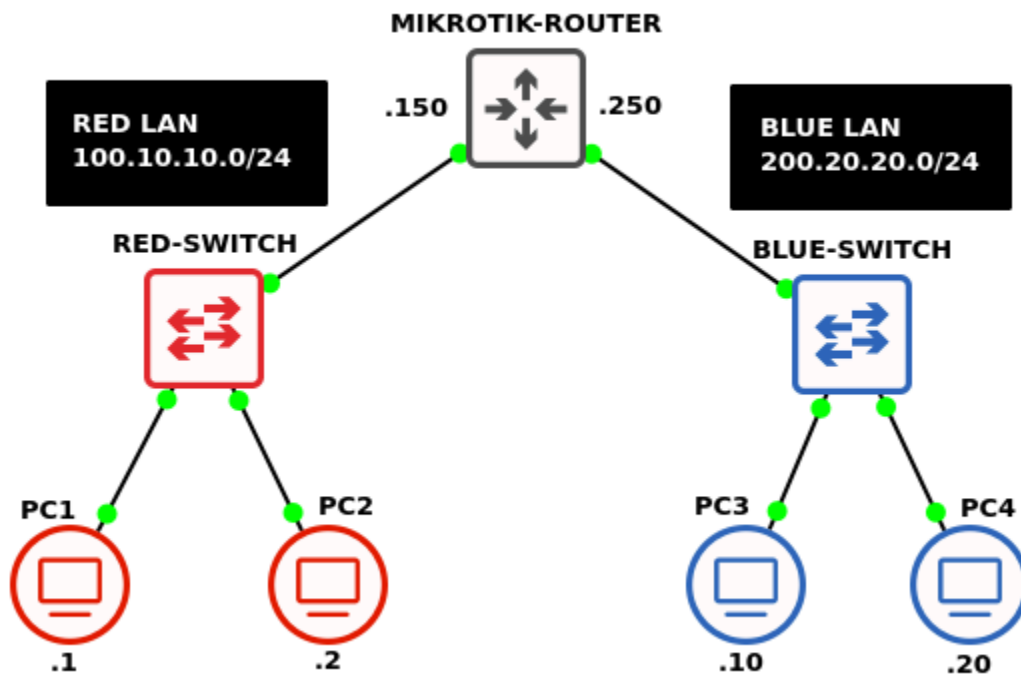 MIKROTIK-ROUTER
.150
.250
RED LAN
100.10.10.0/24
BLUE LAN
200.20.20.0/24
RED-SWITCH
BLUE-SWITCH
PC1
PC2
PC3
PC4
.1
.2
.10
.20